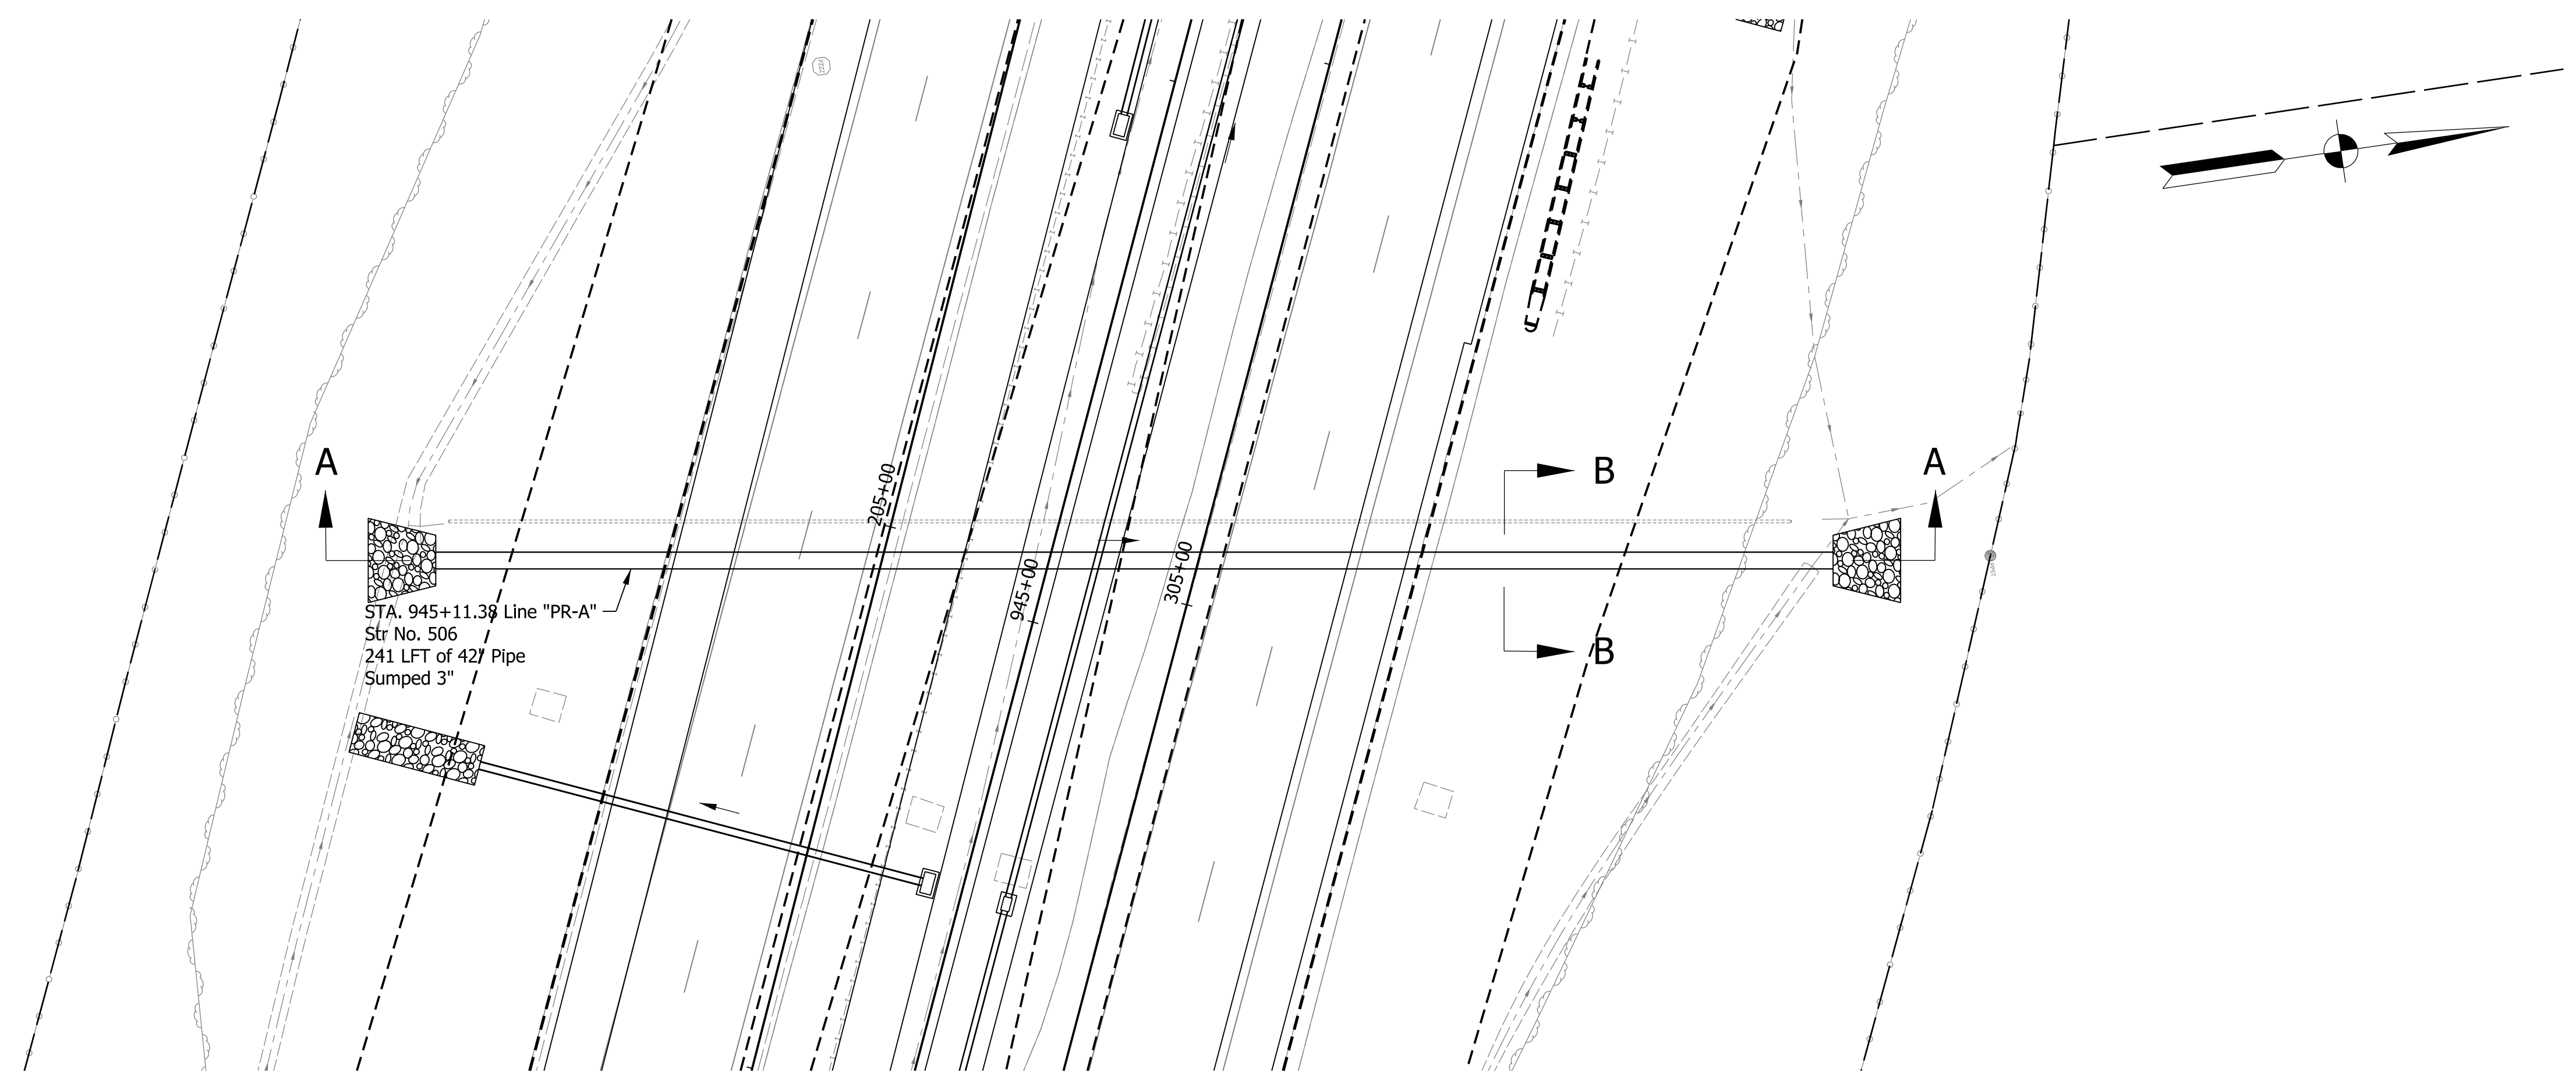 A
A
B
B
205+00
945+00
305+00
STA. 945+11.38 Line "PR-A"
Str No. 506
241 LFT of 42" Pipe
Sumped 3"